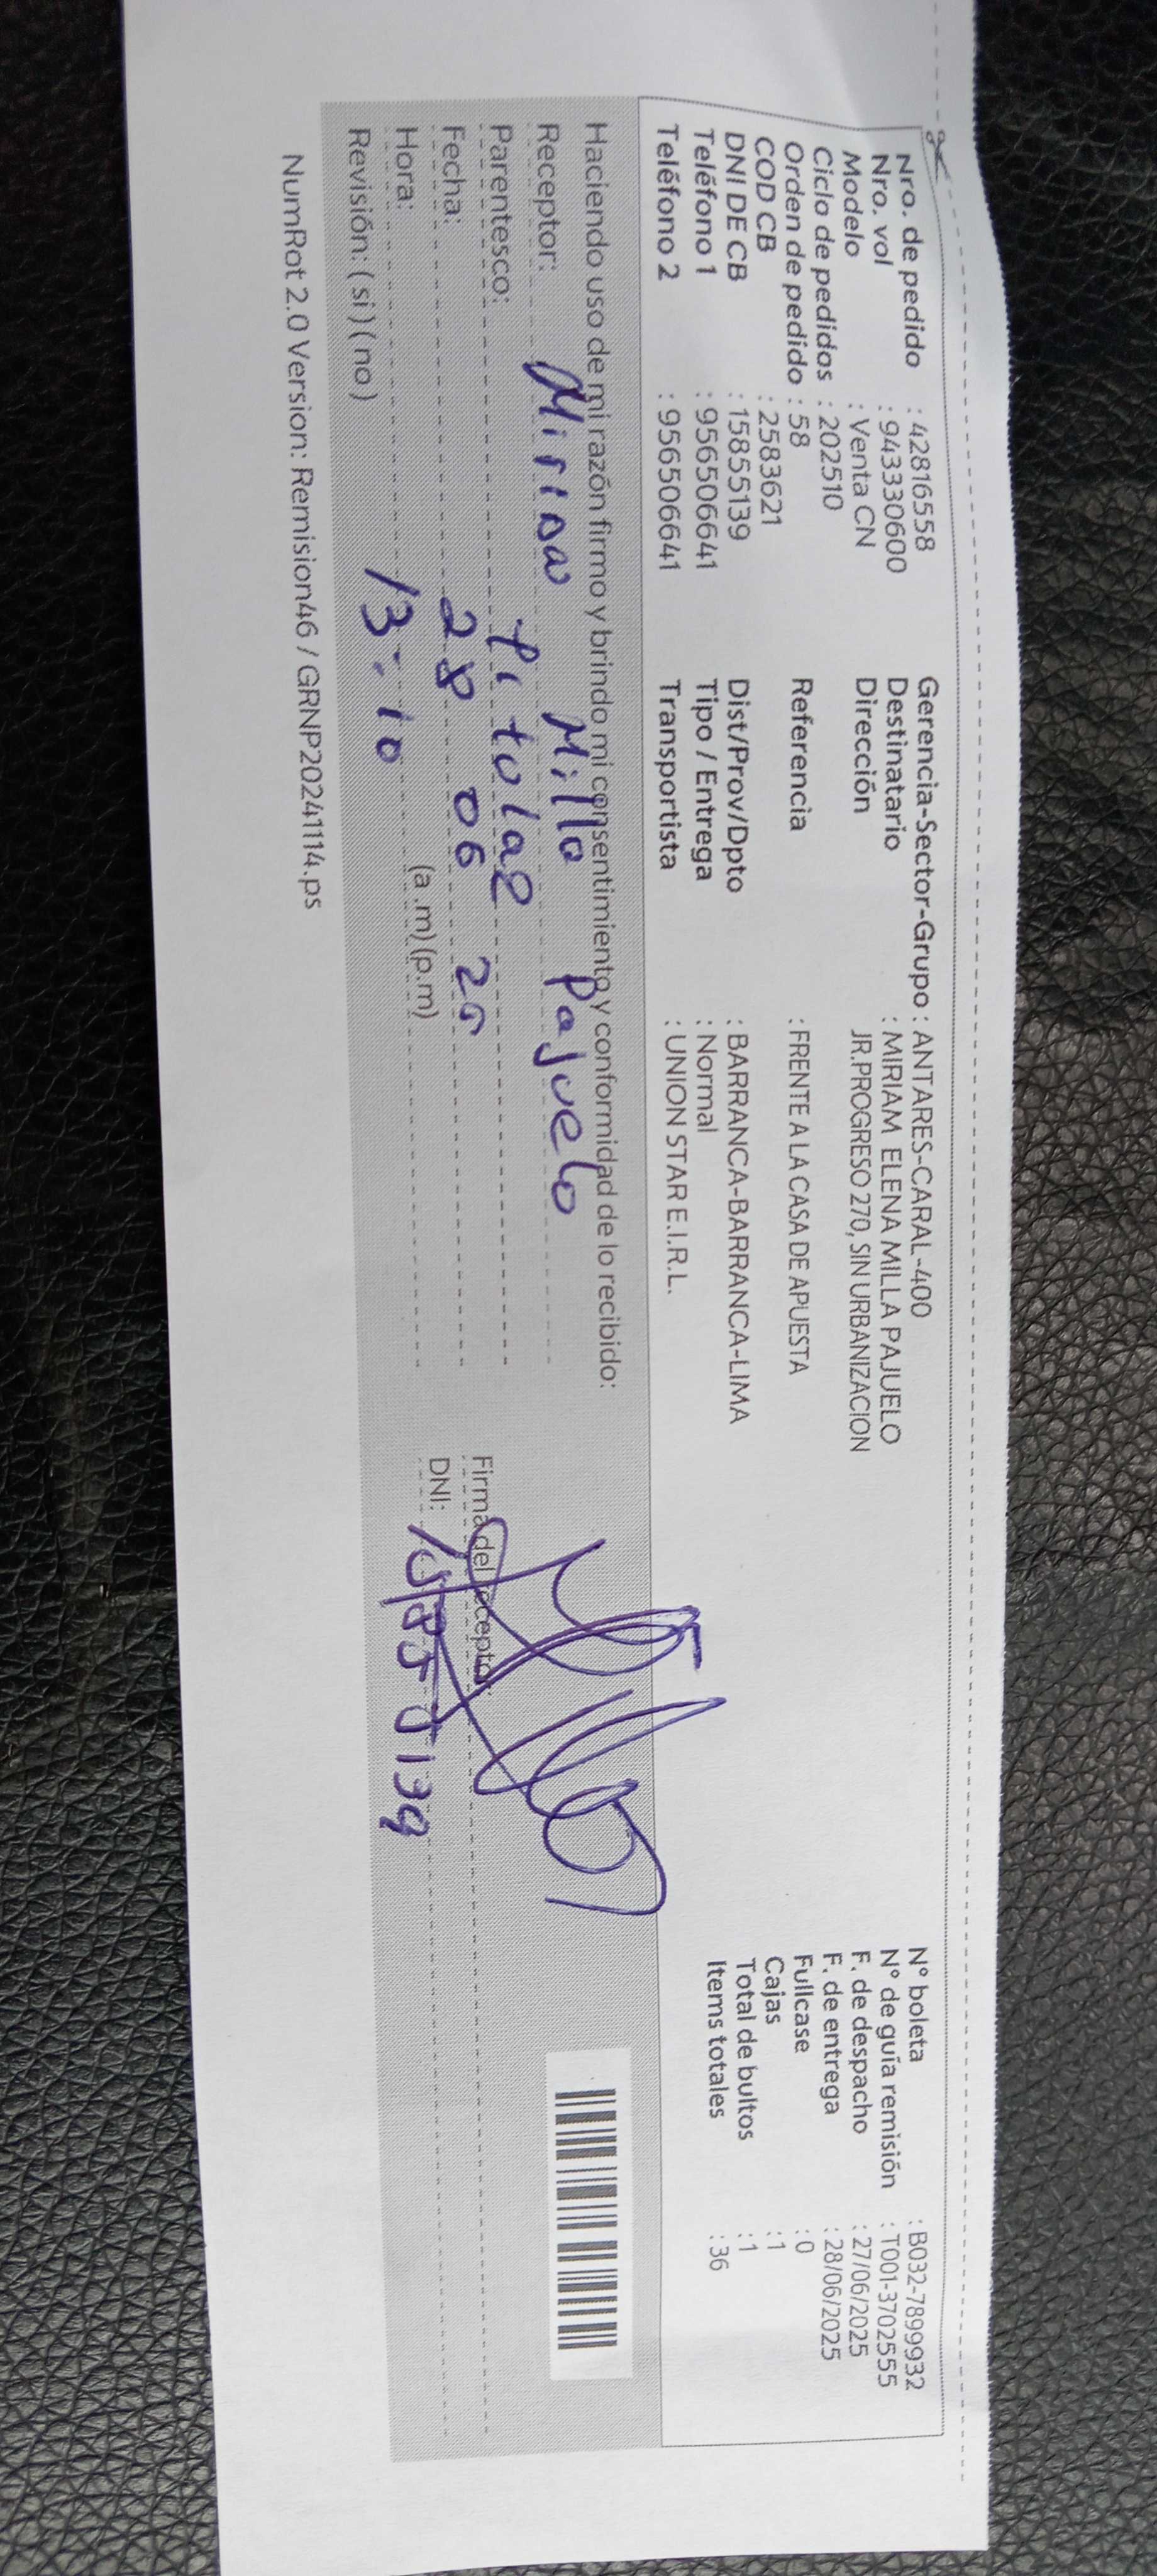 Nro. de pedido : 42816558
Nro. vol : 943330600
Modelo : Venta CN
Ciclo de pedidos : 202510
Orden de pedido : 58
COD CB : 2583621
DNI DE CB : 15855139
Teléfono 1 : 956506641
Teléfono 2 : 956506641
Gerencia-Sector-Grupo : ANTARES-CARAL-400
Destinatario : MIRIAM ELENA MILLA PAJUELO
Dirección JR.PROGRESO 270, SIN URBANIZACION
Referencia : FRENTE A LA CASA DE APUESTA
Dist/Prov/Dpto : BARRANCA-BARRANCA-LIMA
Tipo / Entrega : Normal
Transportista : UNION STAR E.I.R.L.
N° boleta : B032-7899932
N° de guía remisión : T001-3702555
F. de despacho : 27/06/2025
F. de entrega : 28/06/2025
Fullcase : 0
Cajas : 1
Total de bultos : 1
Items totales : 36
Haciendo uso de mi razón firmo y brindo mi consentimiento y conformidad de lo recibido:
Receptor: Miriam Milla Pajuelo
Parentesco: titular
Fecha: 28 06 25
Hora: 13:10 (a .m) (p.m)
Revisión: ( si ) ( no )
Firma del receptor:
DNI: 15855139
NumRot 2.0 Version: Remision46 / GRNP20241114.ps